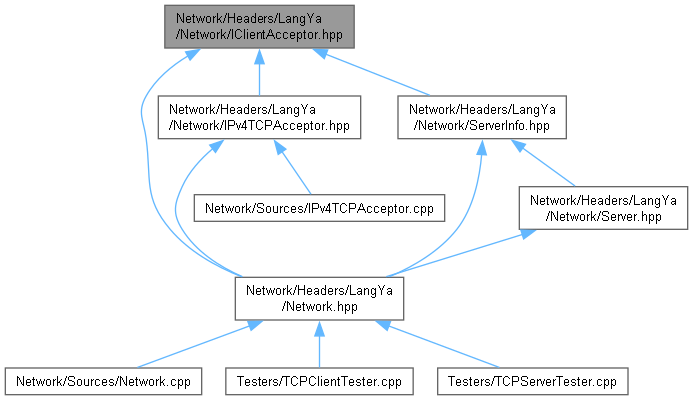 Network/Headers/LangYa
/Network/IClientAcceptor.hpp
Network/Headers/LangYa
/Network/IPv4TCPAcceptor.hpp
Network/Headers/LangYa
/Network/ServerInfo.hpp
Network/Sources/IPv4TCPAcceptor.cpp
Network/Headers/LangYa
/Network/Server.hpp
Network/Headers/LangYa
/Network.hpp
Network/Sources/Network.cpp
Testers/TCPClientTester.cpp
Testers/TCPServerTester.cpp